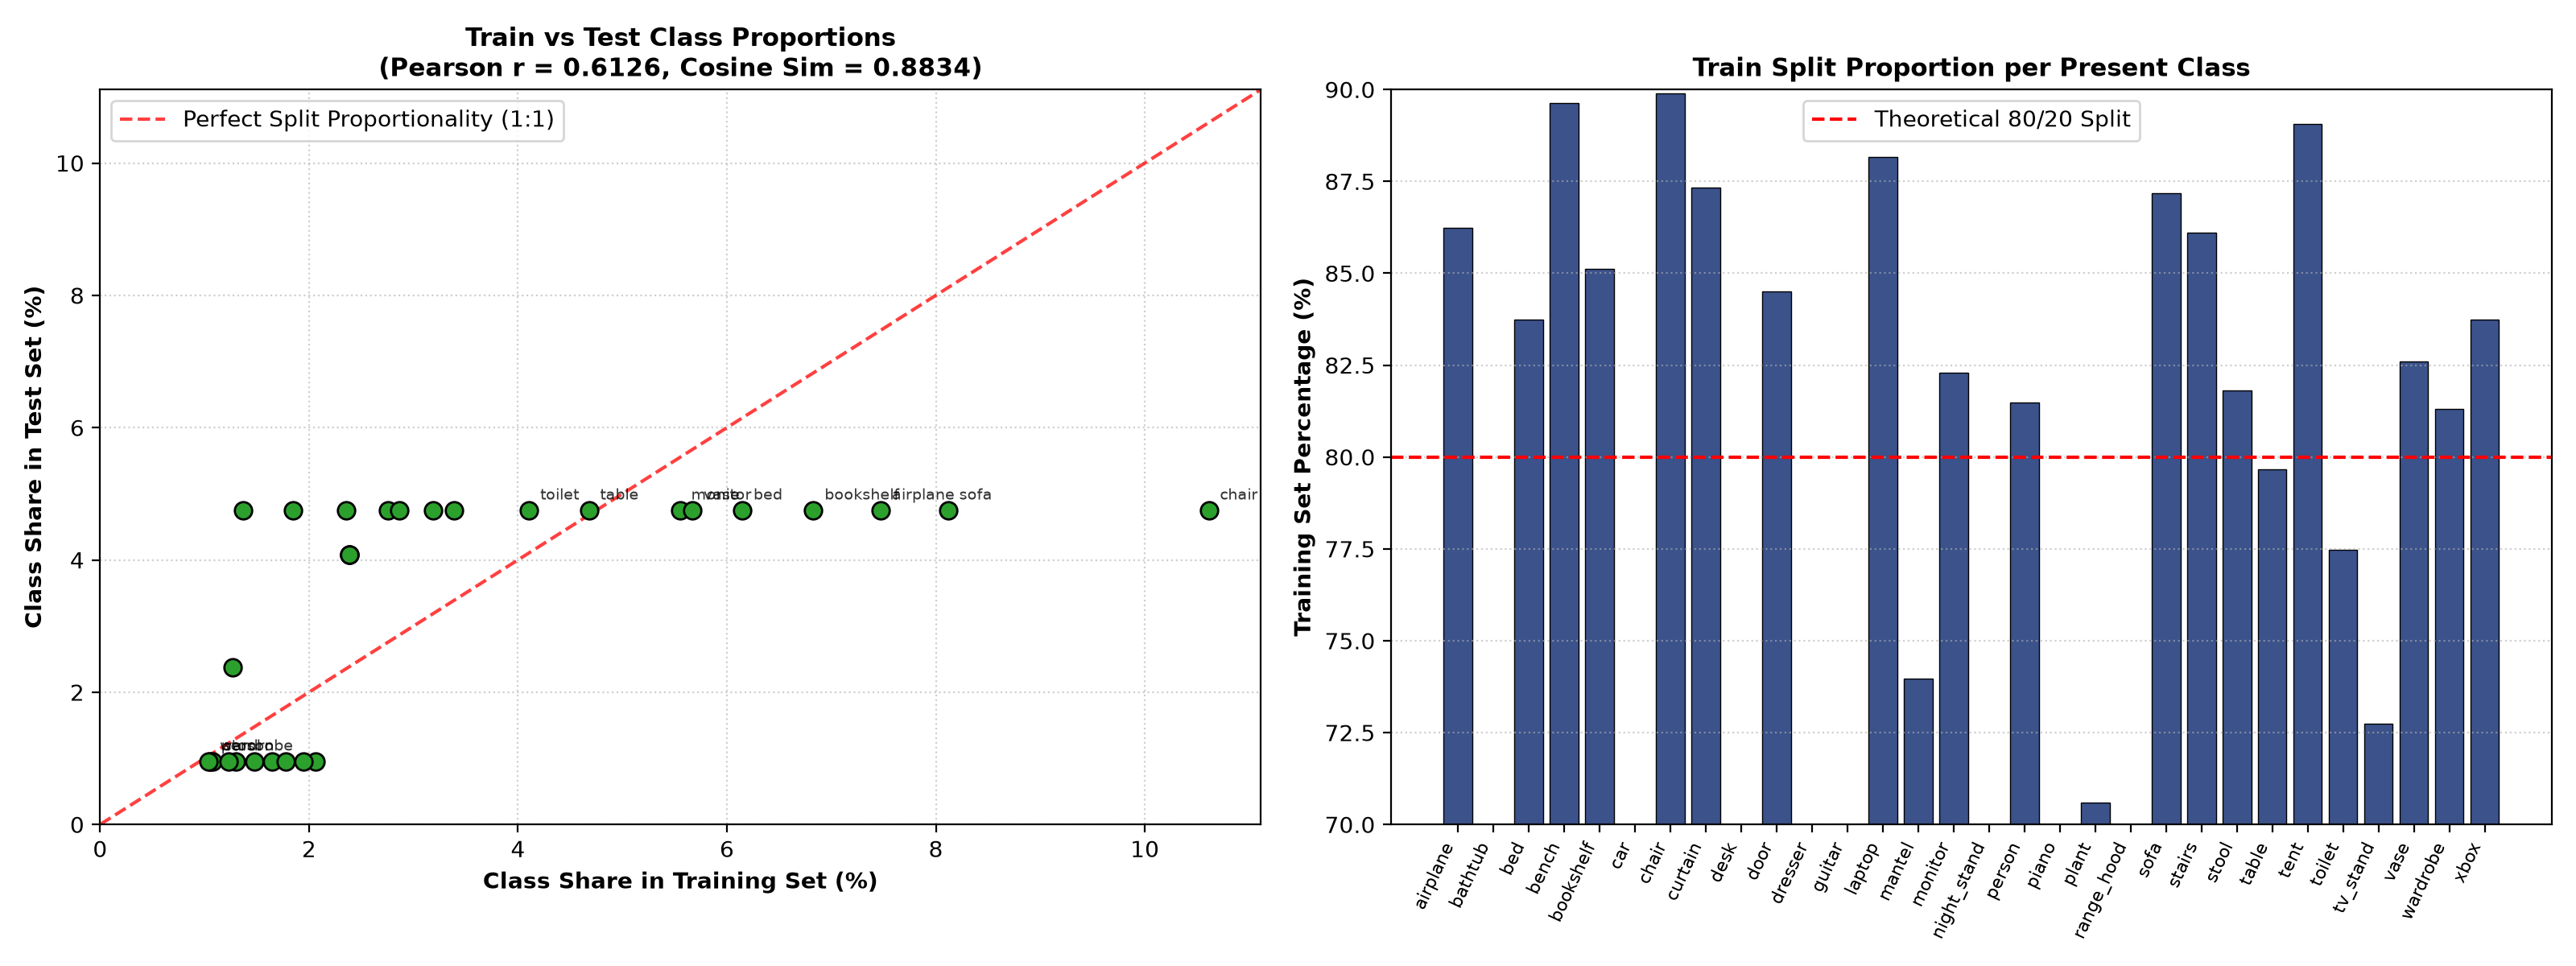 Train vs Test Class Proportions
(Pearson r = 0.6126, Cosine Sim = 0.8834)
Perfect Split Proportionality (1:1)
Class Share in Test Set (%)
10
8
6
4
2
0
toilet
table
monitor
vase
bed
bookshelf
airplane
sofa
chair
wardrobe
0 2 4 6 8 10
Class Share in Training Set (%)
Train Split Proportion per Present Class
Theoretical 80/20 Split
Training Set Percentage (%)
90.0
87.5
85.0
82.5
80.0
77.5
75.0
72.5
70.0
airplane
bathtub
bed
bench
bookshelf
car
chair
curtain
desk
door
dresser
guitar
laptop
mantel
monitor
night_stand
person
piano
plant
range_hood
sofa
stairs
stool
table
tent
toilet
tv_stand
vase
wardrobe
xbox